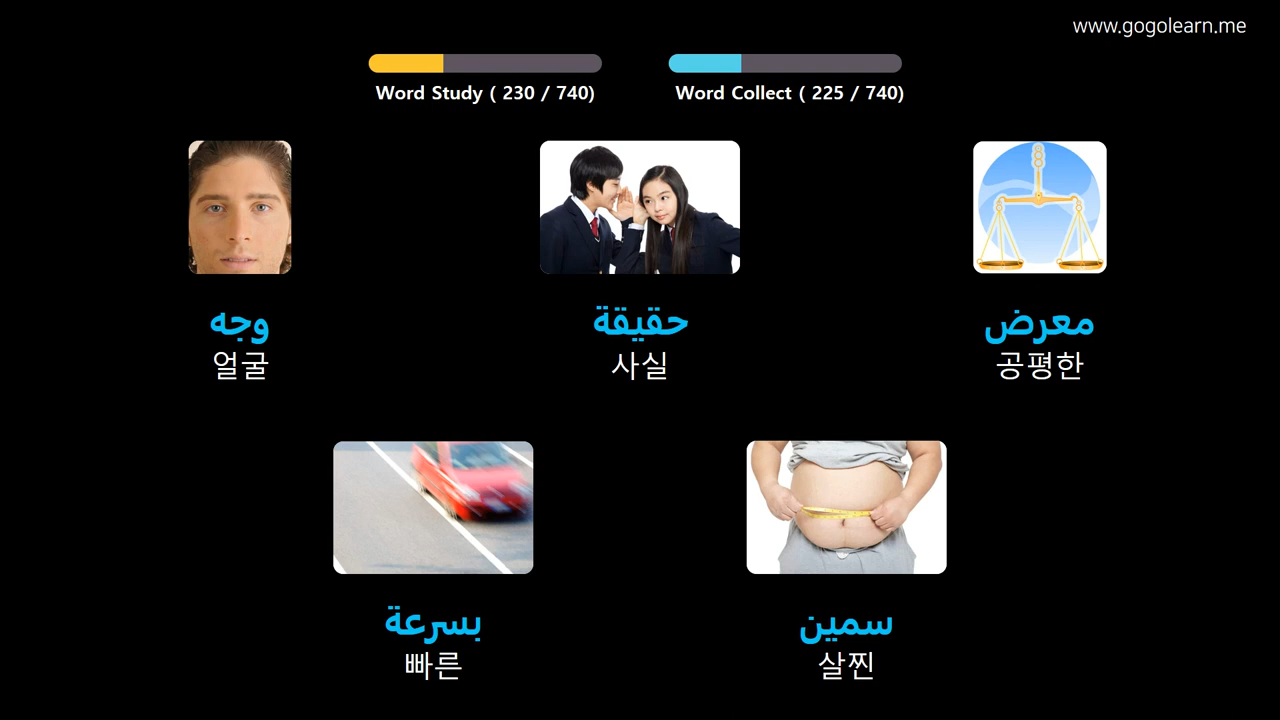 www.gogolearn.me
Word Study ( 230 / 740)
Word Collect ( 225 / 740)
وجه
얼굴
حقيقة
사실
معرض
공평한
بسرعة
빠른
سمين
살찐